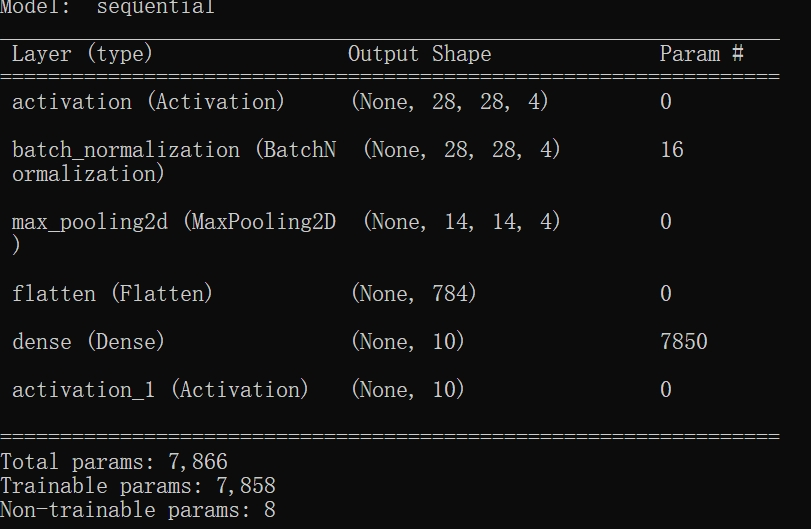 Model: sequential
Layer (type) Output Shape Param #
activation (Activation) (None, 28, 28, 4) 0
batch_normalization (BatchN (None, 28, 28, 4) 16
ormalization)
max_pooling2d (MaxPooling2D (None, 14, 14, 4) 0
)
flatten (Flatten) (None, 784) 0
dense (Dense) (None, 10) 7850
activation_1 (Activation) (None, 10) 0
Total params: 7,866
Trainable params: 7,858
Non-trainable params: 8